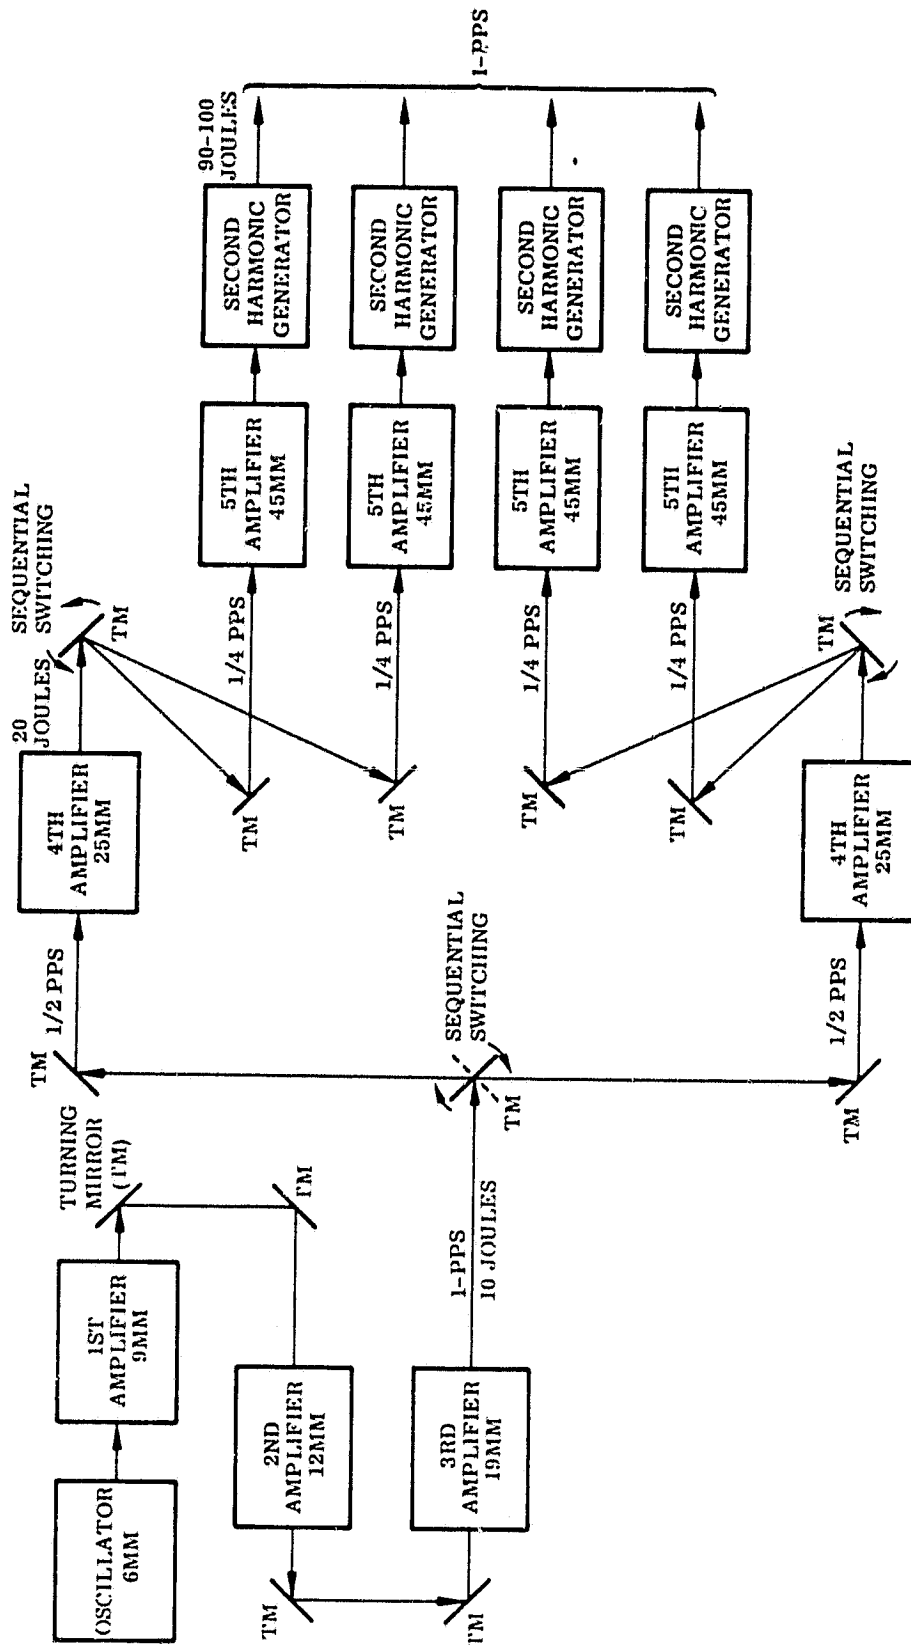 OSCILLATOR
6MM
1ST
AMPLIFIER
9MM
TURNING
MIRROR
(TM)
TM
2ND
AMPLIFIER
12MM
TM
TM
3RD
AMPLIFIER
19MM
1-PPS
10 JOULES
SEQUENTIAL
SWITCHING
TM
TM
1/2 PPS
4TH
AMPLIFIER
25MM
20
JOULES
SEQUENTIAL
SWITCHING
TM
TM
1/4 PPS
5TH
AMPLIFIER
45MM
SECOND
HARMONIC
GENERATOR
90-100
JOULES
TM
1/4 PPS
5TH
AMPLIFIER
45MM
SECOND
HARMONIC
GENERATOR
1-PPS
TM
1/4 PPS
5TH
AMPLIFIER
45MM
SECOND
HARMONIC
GENERATOR
TM
1/4 PPS
5TH
AMPLIFIER
45MM
SECOND
HARMONIC
GENERATOR
TM
1/2 PPS
4TH
AMPLIFIER
25MM
TM
SEQUENTIAL
SWITCHING